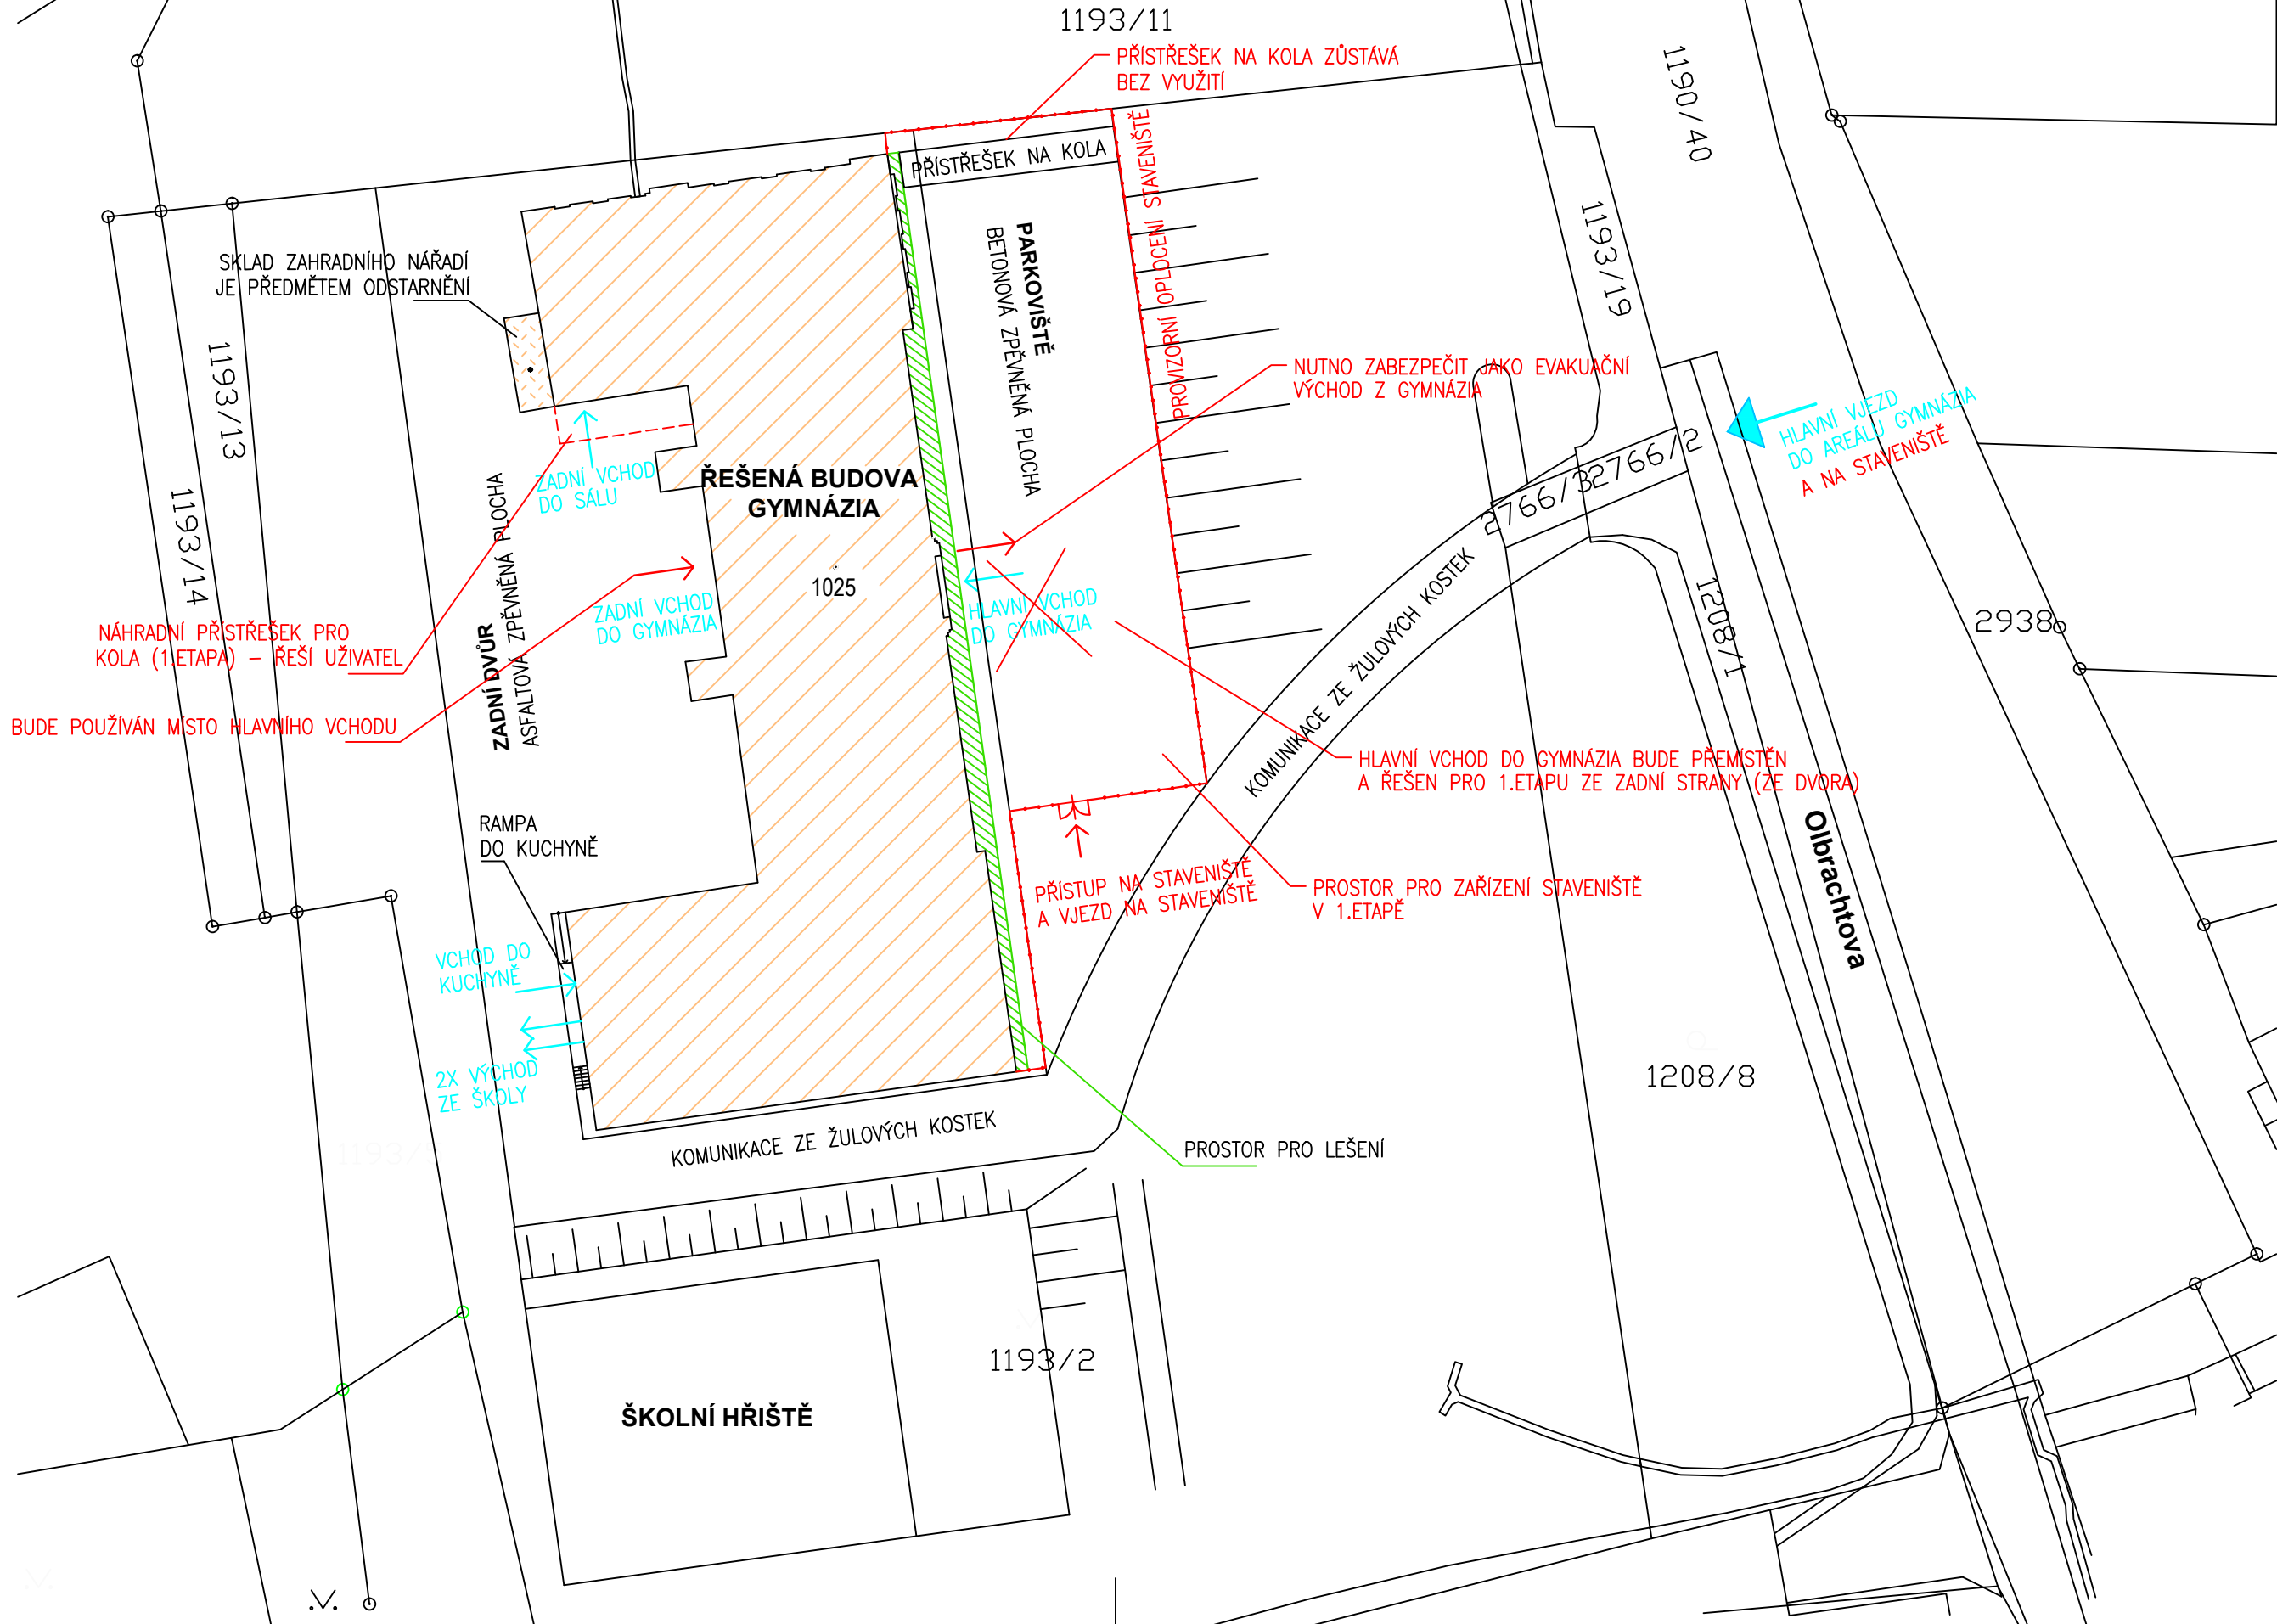 1193/11
PŘÍSTŘEŠEK NA KOLA ZŮSTÁVÁ
BEZ VYUŽITÍ
1190/40
PŘÍSTŘEŠEK NA KOLA
PROVIZORNÍ OPLOCENÍ STAVENIŠTĚ
1193/19
SKLAD ZAHRADNÍHO NÁŘADÍ
JE PŘEDMĚTEM ODSTARNĚNÍ
PARKOVIŠTĚ
BETONOVÁ ZPĚVNĚNÁ PLOCHA
1193/13
NUTNO ZABEZPEČIT JAKO EVAKUAČNÍ
VÝCHOD Z GYMNÁZIA
HLAVNÍ VJEZD
DO AREÁLU GYMNÁZIA
A NA STAVENIŠTĚ
2766/3
2766/2
ZADNÍ VCHOD
DO SÁLU
ŘEŠENÁ BUDOVA
GYMNÁZIA
1025
1193/14
ZADNÍ DVŮR
ASFALTOVÁ ZPĚVNĚNÁ PLOCHA
ZADNÍ VCHOD
DO GYMNÁZIA
HLAVNÍ VCHOD
DO GYMNÁZIA
KOMUNIKACE ZE ŽULOVÝCH KOSTEK
1208/1
2938
NÁHRADNÍ PŘÍSTŘEŠEK PRO
KOLA (1.ETAPA) – ŘEŠÍ UŽIVATEL
BUDE POUŽÍVÁN MÍSTO HLAVNÍHO VCHODU
HLAVNÍ VCHOD DO GYMNÁZIA BUDE PŘEMÍSTĚN
A ŘEŠEN PRO 1.ETAPU ZE ZADNÍ STRANY (ZE DVORA)
RAMPA
DO KUCHYNĚ
Olbrachtova
PŘÍSTUP NA STAVENIŠTĚ
A VJEZD NA STAVENIŠTĚ
PROSTOR PRO ZAŘÍZENÍ STAVENIŠTĚ
V 1.ETAPĚ
VCHOD DO
KUCHYNĚ
2X VÝCHOD
ZE ŠKOLY
1208/8
KOMUNIKACE ZE ŽULOVÝCH KOSTEK
PROSTOR PRO LEŠENÍ
1193/2
ŠKOLNÍ HŘIŠTĚ